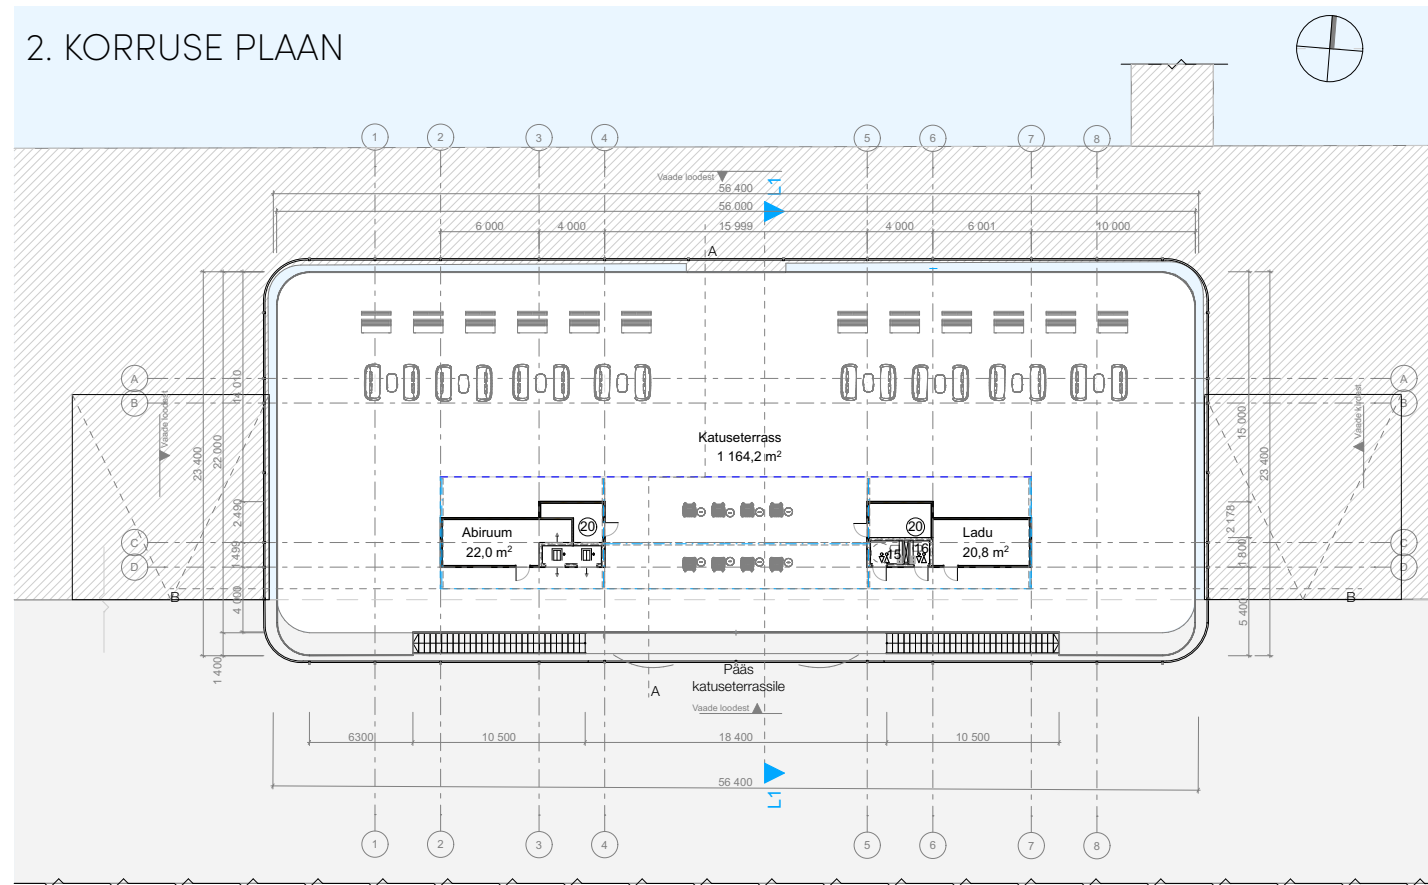 2. KORRUSE PLAAN
1
2
3
4
5
6
7
8
Vaade loodest
56 400
L1
56 000
6 000
4 000
15 999
4 000
6 001
10 000
A
A
B
C
D
A
B
C
D
Vaade loodest
Vaade loodest
23 400
22 000
14 010
2 490
1 499
4 000
1 400
15 000
23 400
2 178
1 800
5 400
Katuseterrass
1 164,2 m²
Abiruum
22,0 m²
20
20
15
16
Ladu
20,8 m²
B
B
Pääs
katuseterrassile
A
Vaade loodest
6300
10 500
18 400
10 500
56 400
L1
1
2
3
4
5
6
7
8